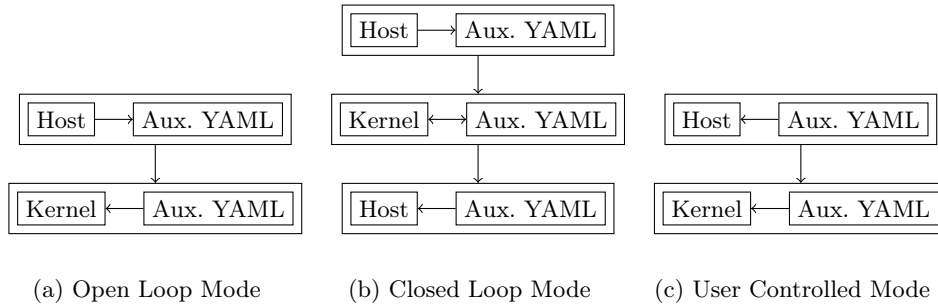 Host Aux. YAML
Host Aux. YAML Kernel Aux. YAML Host Aux. YAML
Kernel Aux. YAML Host Aux. YAML Kernel Aux. YAML
(a) Open Loop Mode (b) Closed Loop Mode (c) User Controlled Mode